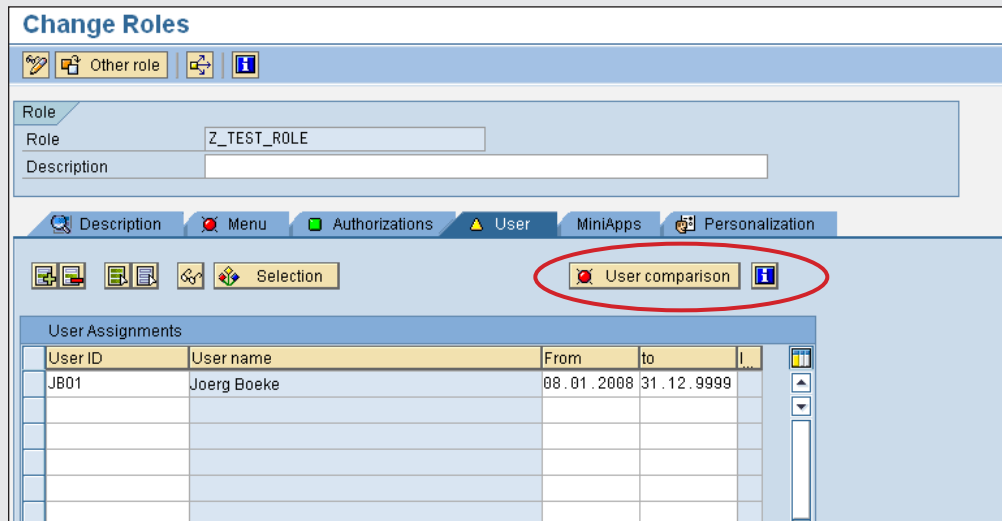 Change Roles
Other role
Role
Role Z_TEST_ROLE
Description
Description Menu Authorizations User MiniApps Personalization
Selection User comparison
User Assignments
User ID User name From to I...
JB01 Joerg Boeke 08.01.2008 31.12.9999